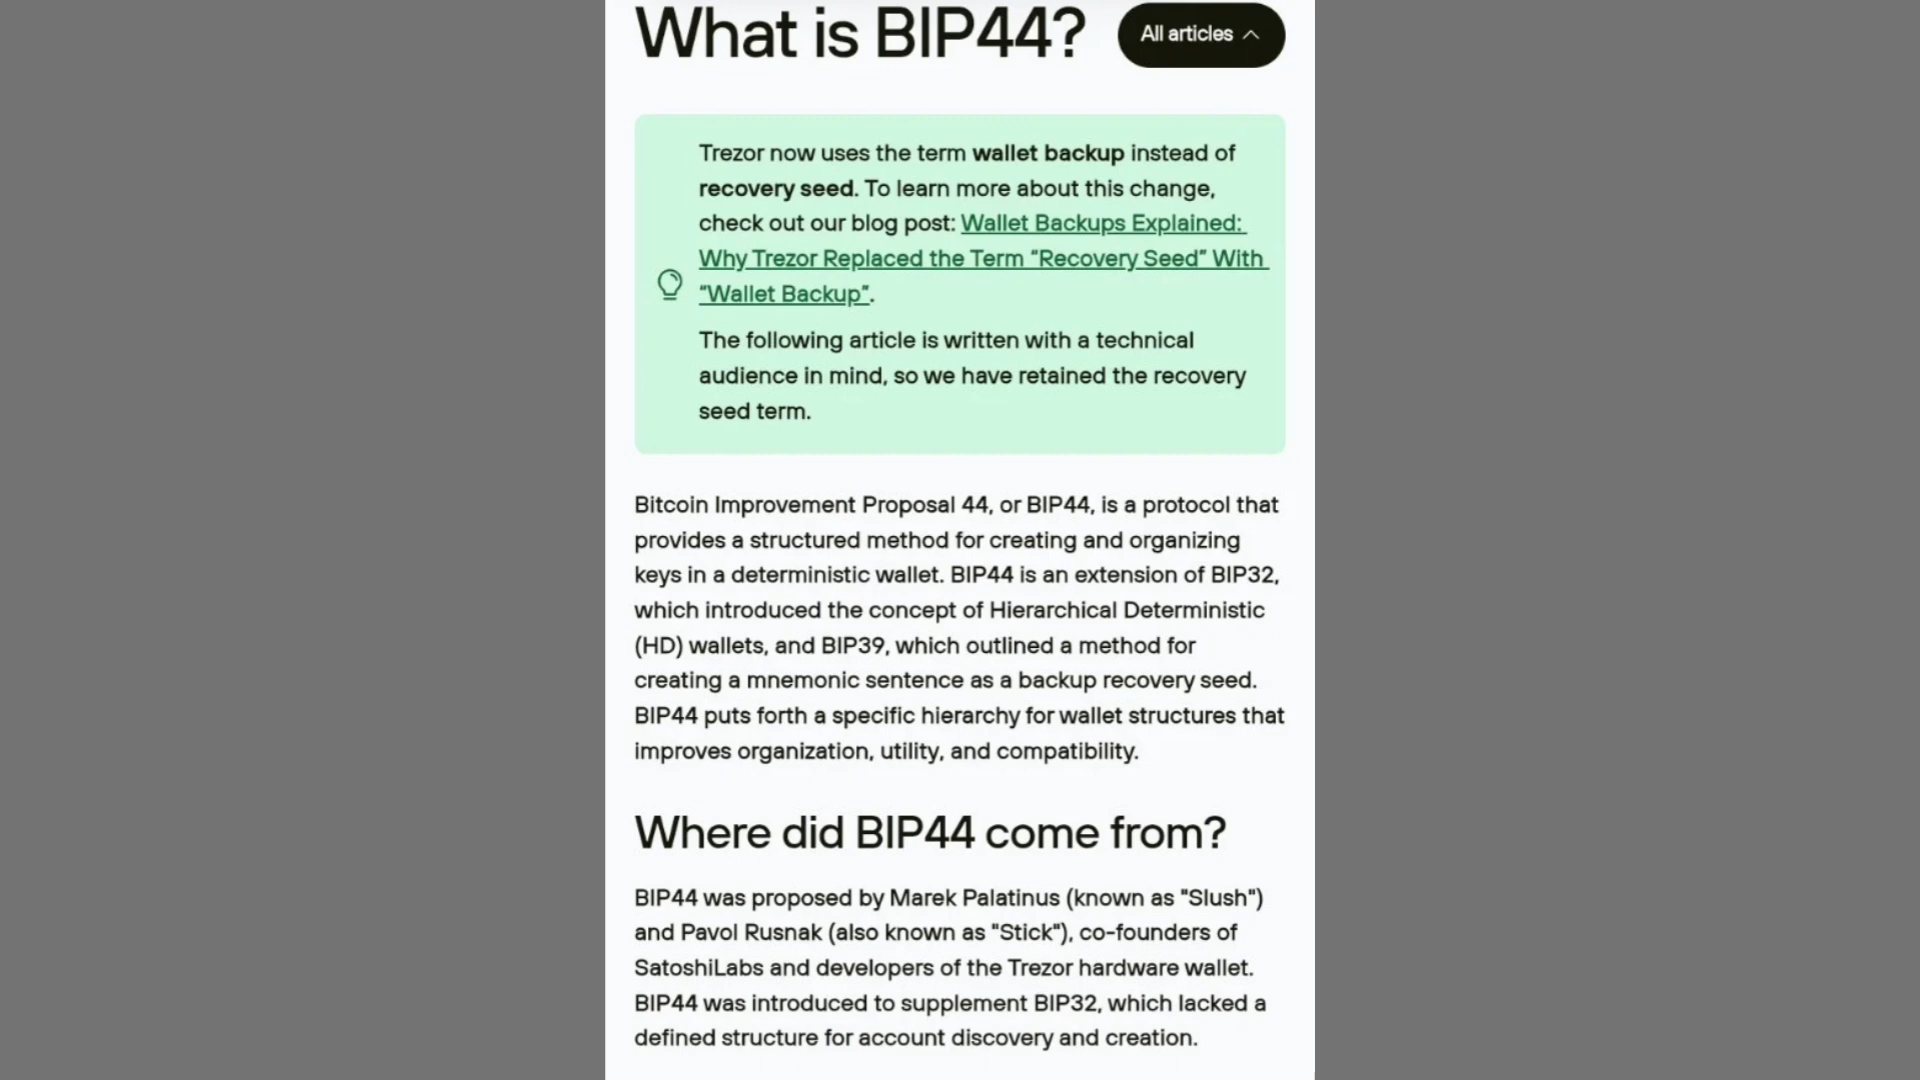 What is BIP44?
All articles
Trezor now uses the term wallet backup instead of
recovery seed. To learn more about this change,
check out our blog post: Wallet Backups Explained:
Why Trezor Replaced the Term “Recovery Seed” With
“Wallet Backup”.
The following article is written with a technical
audience in mind, so we have retained the recovery
seed term.
Bitcoin Improvement Proposal 44, or BIP44, is a protocol that
provides a structured method for creating and organizing
keys in a deterministic wallet. BIP44 is an extension of BIP32,
which introduced the concept of Hierarchical Deterministic
(HD) wallets, and BIP39, which outlined a method for
creating a mnemonic sentence as a backup recovery seed.
BIP44 puts forth a specific hierarchy for wallet structures that
improves organization, utility, and compatibility.
Where did BIP44 come from?
BIP44 was proposed by Marek Palatinus (known as "Slush")
and Pavol Rusnak (also known as "Stick"), co-founders of
SatoshiLabs and developers of the Trezor hardware wallet.
BIP44 was introduced to supplement BIP32, which lacked a
defined structure for account discovery and creation.